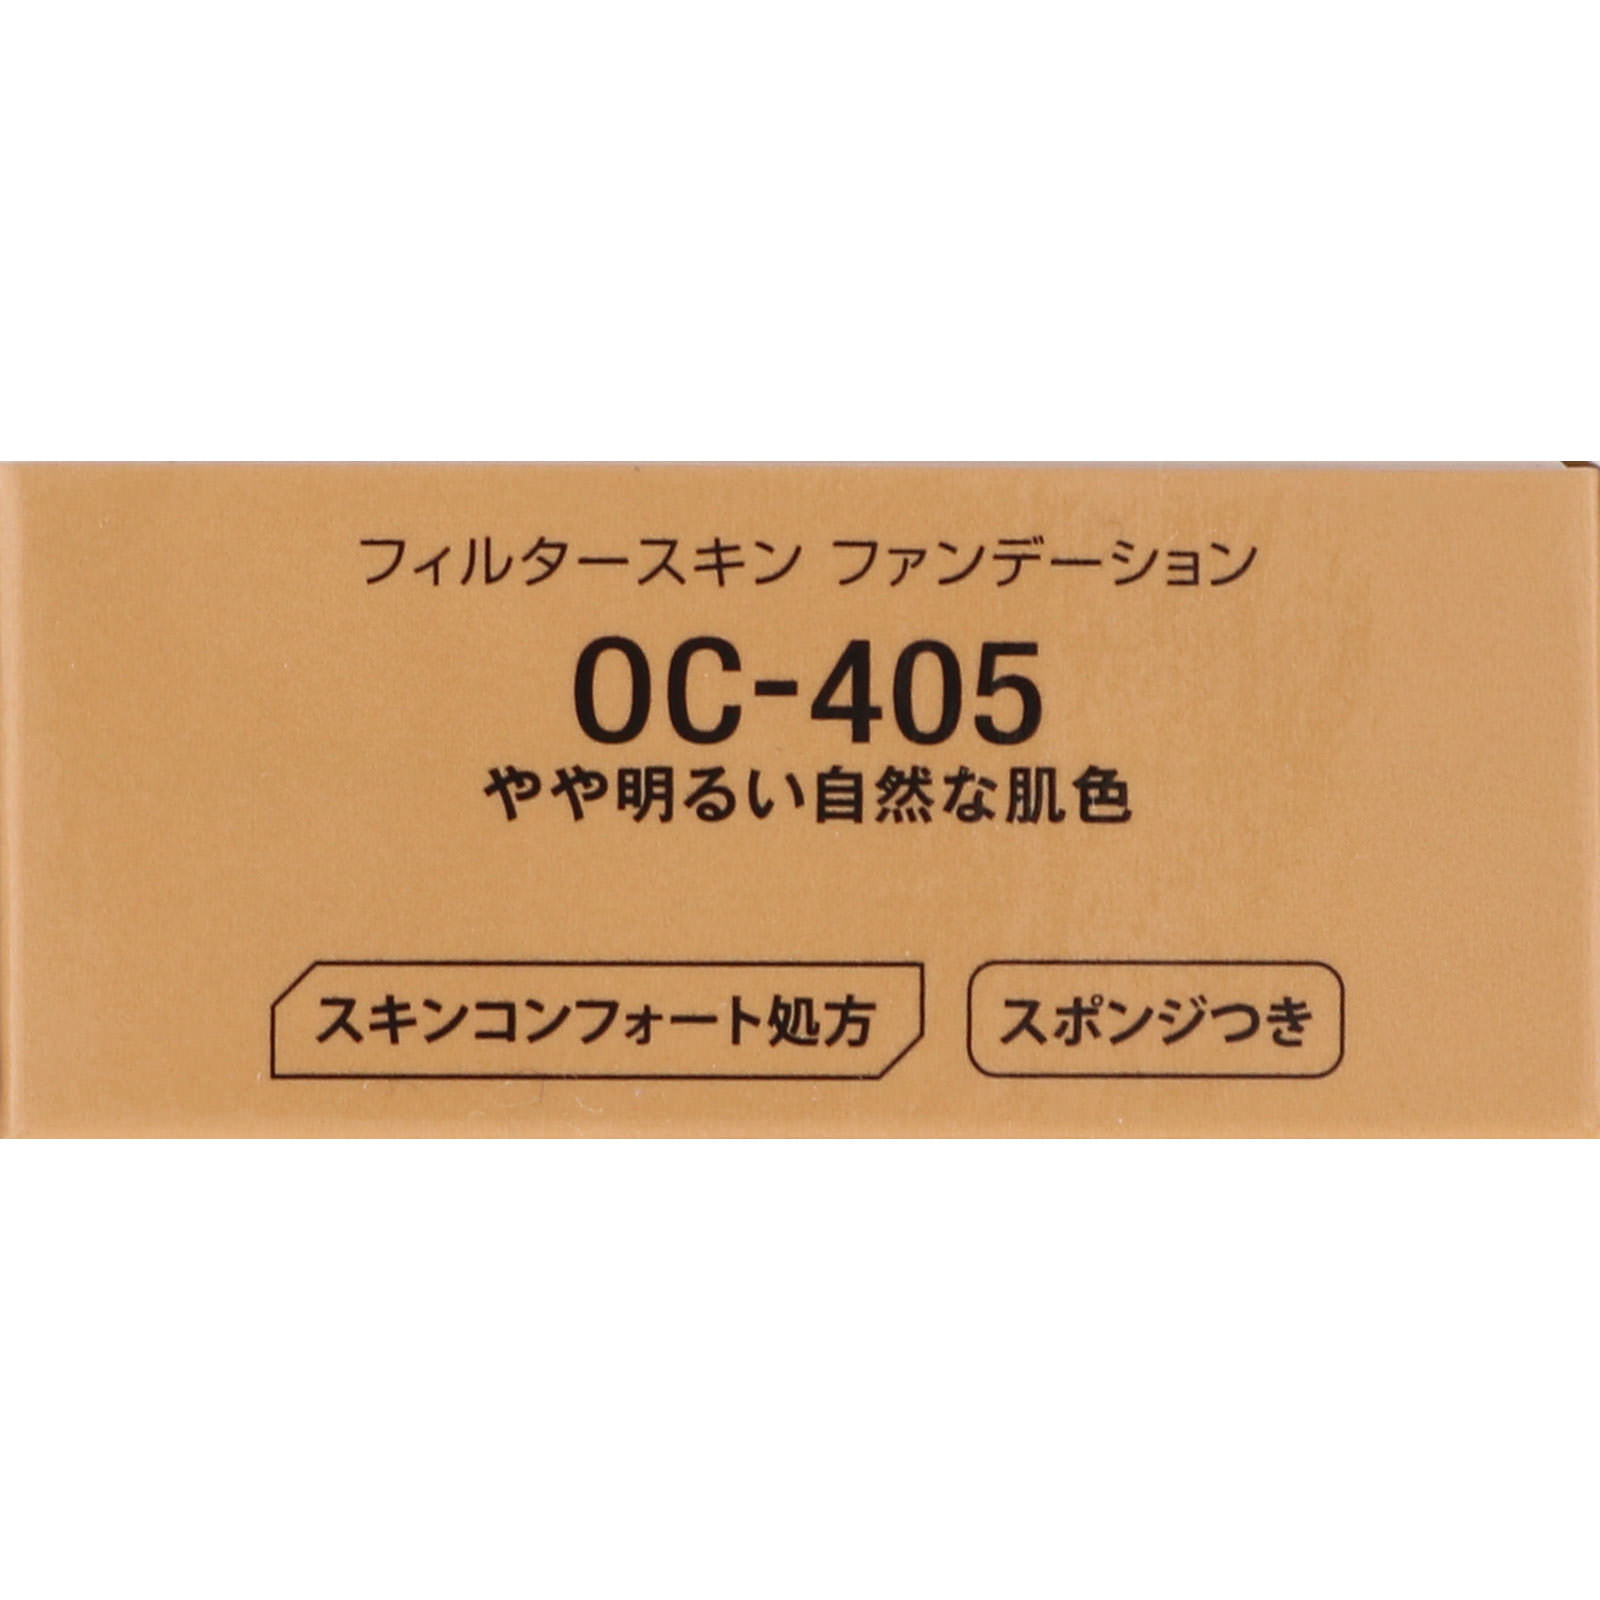 フィルタースキン ファンデーション
OC-405
やや明るい自然な肌色
スキンコンフォート処方
スポンジつき